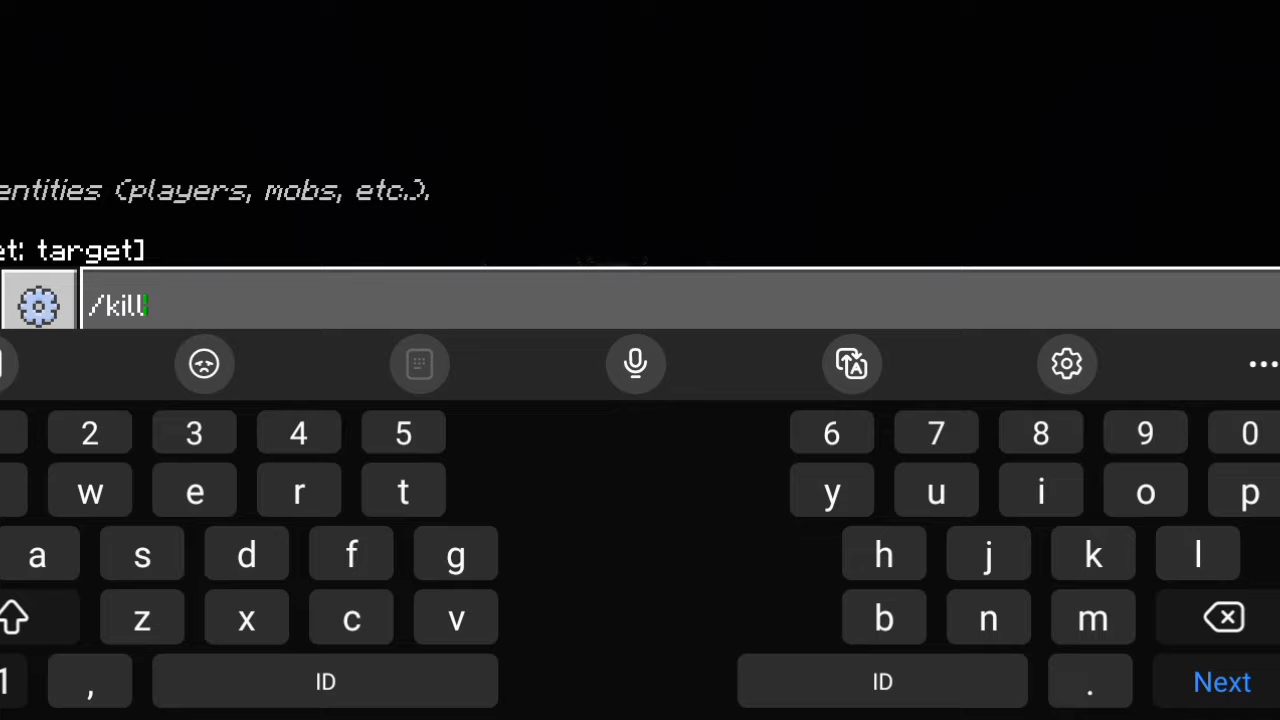 entities (players, mobs, etc.).
et: target]
/kill
2 3 4 5 6 7 8 9 0
w e r t y u i o p
a s d f g h j k l
z x c v b n m
1 , ID ID . Next